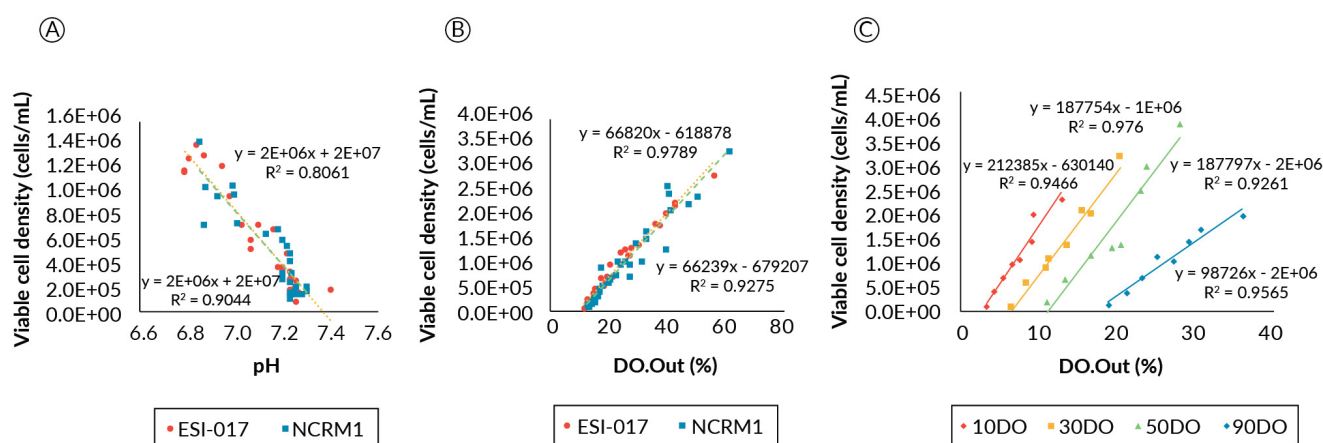 A
Viable cell density (cells/mL)
1.6E+06
1.4E+06
1.2E+06
1.0E+06
8.0E+05
6.0E+05
4.0E+05
2.0E+05
0.0E+00
y = 2E+06x + 2E+07
R² = 0.8061
y = 2E+06x + 2E+07
R² = 0.9044
6.6
7.0
7.2
7.4
7.6
pH
ESI-017
NCRM1
B
Viable cell density (cells/mL)
4.0E+06
3.5E+06
3.0E+06
2.5E+06
2.0E+06
1.5E+06
1.0E+06
5.0E+05
0.0E+00
y = 66820x - 618878
R² = 0.9789
66239x - 679207
R² = 0.9275
0
20
40
60
80
DO.Out (%)
ESI-017
NCRM1
C
Viable cell density (cells/mL)
4.5E+06
4.0E+06
3.5E+06
3.0E+06
2.5E+06
2.0E+06
1.5E+06
1.0E+06
5.0E+05
0.0E+00
y = 187754x - 1E+06
R² = 0.976
= 212385x - 630140
R² = 0.9466
y = 187797x - 2E+06
R² = 0.9261
y = 98726x - 2E+06
R² = 0.9565
0
10
20
30
40
DO.Out (%)
10DO
30DO
50DO
90DO